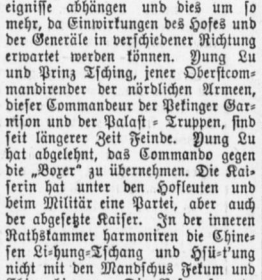 eignisse abhängen und dies um so
mehr, da Einwirkungen des Hofes und
der Generäle in verschiedener Richtung
erwartet werden können. Yung Lu
und Prinz Tsching, jener Oberstcom-
mandirender der nördlichen Armeen,
dieser Commandeur der Pekinger Gar-
nison und der Palast-Truppen, sind
seit längerer Zeit Feinde. Yung Lu
hat abgelehnt, das Commando gegen
die „Boxer" zu übernehmen. Die Kai-
serin hat unter den Hofleuten und
beim Militär eine Partei, aber auch
der abgesetzte Kaiser. In der inneren
Rathskammer harmoniren die Chine-
sen Li-hung-Tschang und Hsü-t'ung
nicht mit den Mandschus Fekum und